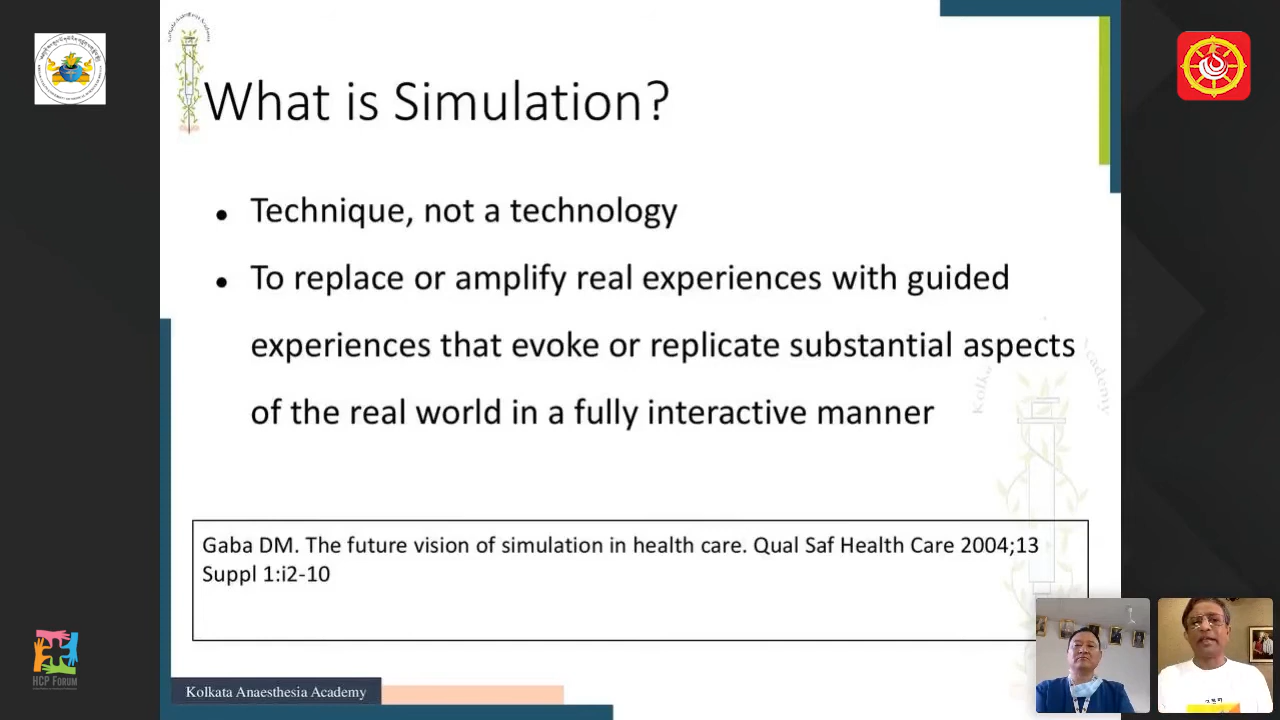 What is Simulation?
Technique, not a technology
To replace or amplify real experiences with guided
experiences that evoke or replicate substantial aspects
of the real world in a fully interactive manner
Kolkata
Academy
Gaba DM. The future vision of simulation in health care. Qual Saf Health Care 2004;13
Suppl 1:i2-10
HCP FORUM
Kolkata Anaesthesia Academy